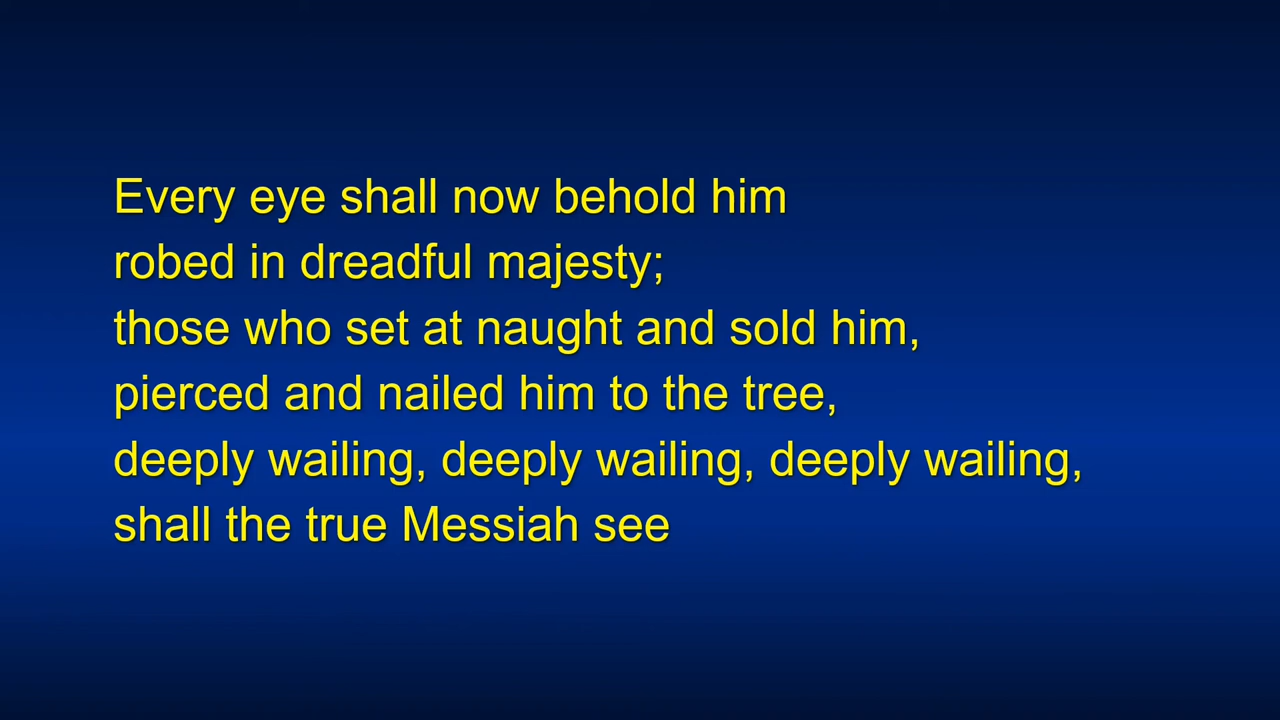 Every eye shall now behold him
robed in dreadful majesty;
those who set at naught and sold him,
pierced and nailed him to the tree,
deeply wailing, deeply wailing, deeply wailing,
shall the true Messiah see